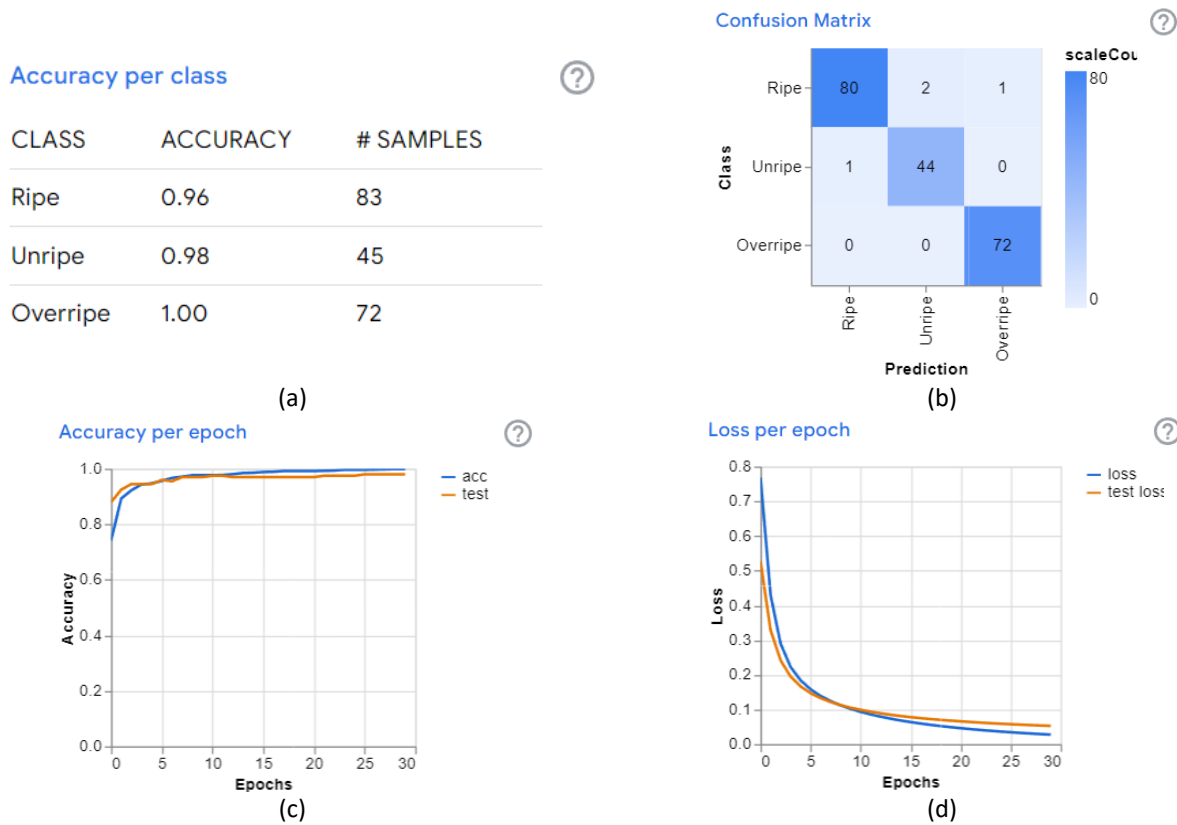 Accuracy per class
?
CLASS ACCURACY # SAMPLES
Ripe 0.96 83
Unripe 0.98 45
Overripe 1.00 72
(a)
Confusion Matrix
?
scaleCou
Class
Ripe 80 2 1
Unripe 1 44 0
Overripe 0 0 72
Ripe Unripe Overripe
Prediction
80
0
(b)
Accuracy per epoch
?
Accuracy
1.0
0.8
0.6
0.4
0.2
0.0
0 5 10 15 20 25 30
Epochs
acc
test
(c)
Loss per epoch
?
Loss
0.8
0.7
0.6
0.5
0.4
0.3
0.2
0.1
0.0
0 5 10 15 20 25 30
Epochs
loss
test loss
(d)